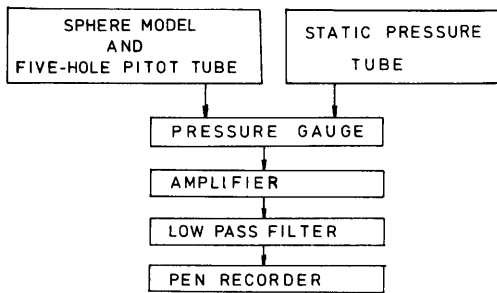 SPHERE MODEL
AND
FIVE-HOLE PITOT TUBE
STATIC PRESSURE
TUBE
PRESSURE GAUGE
AMPLIFIER
LOW PASS FILTER
PEN RECORDER